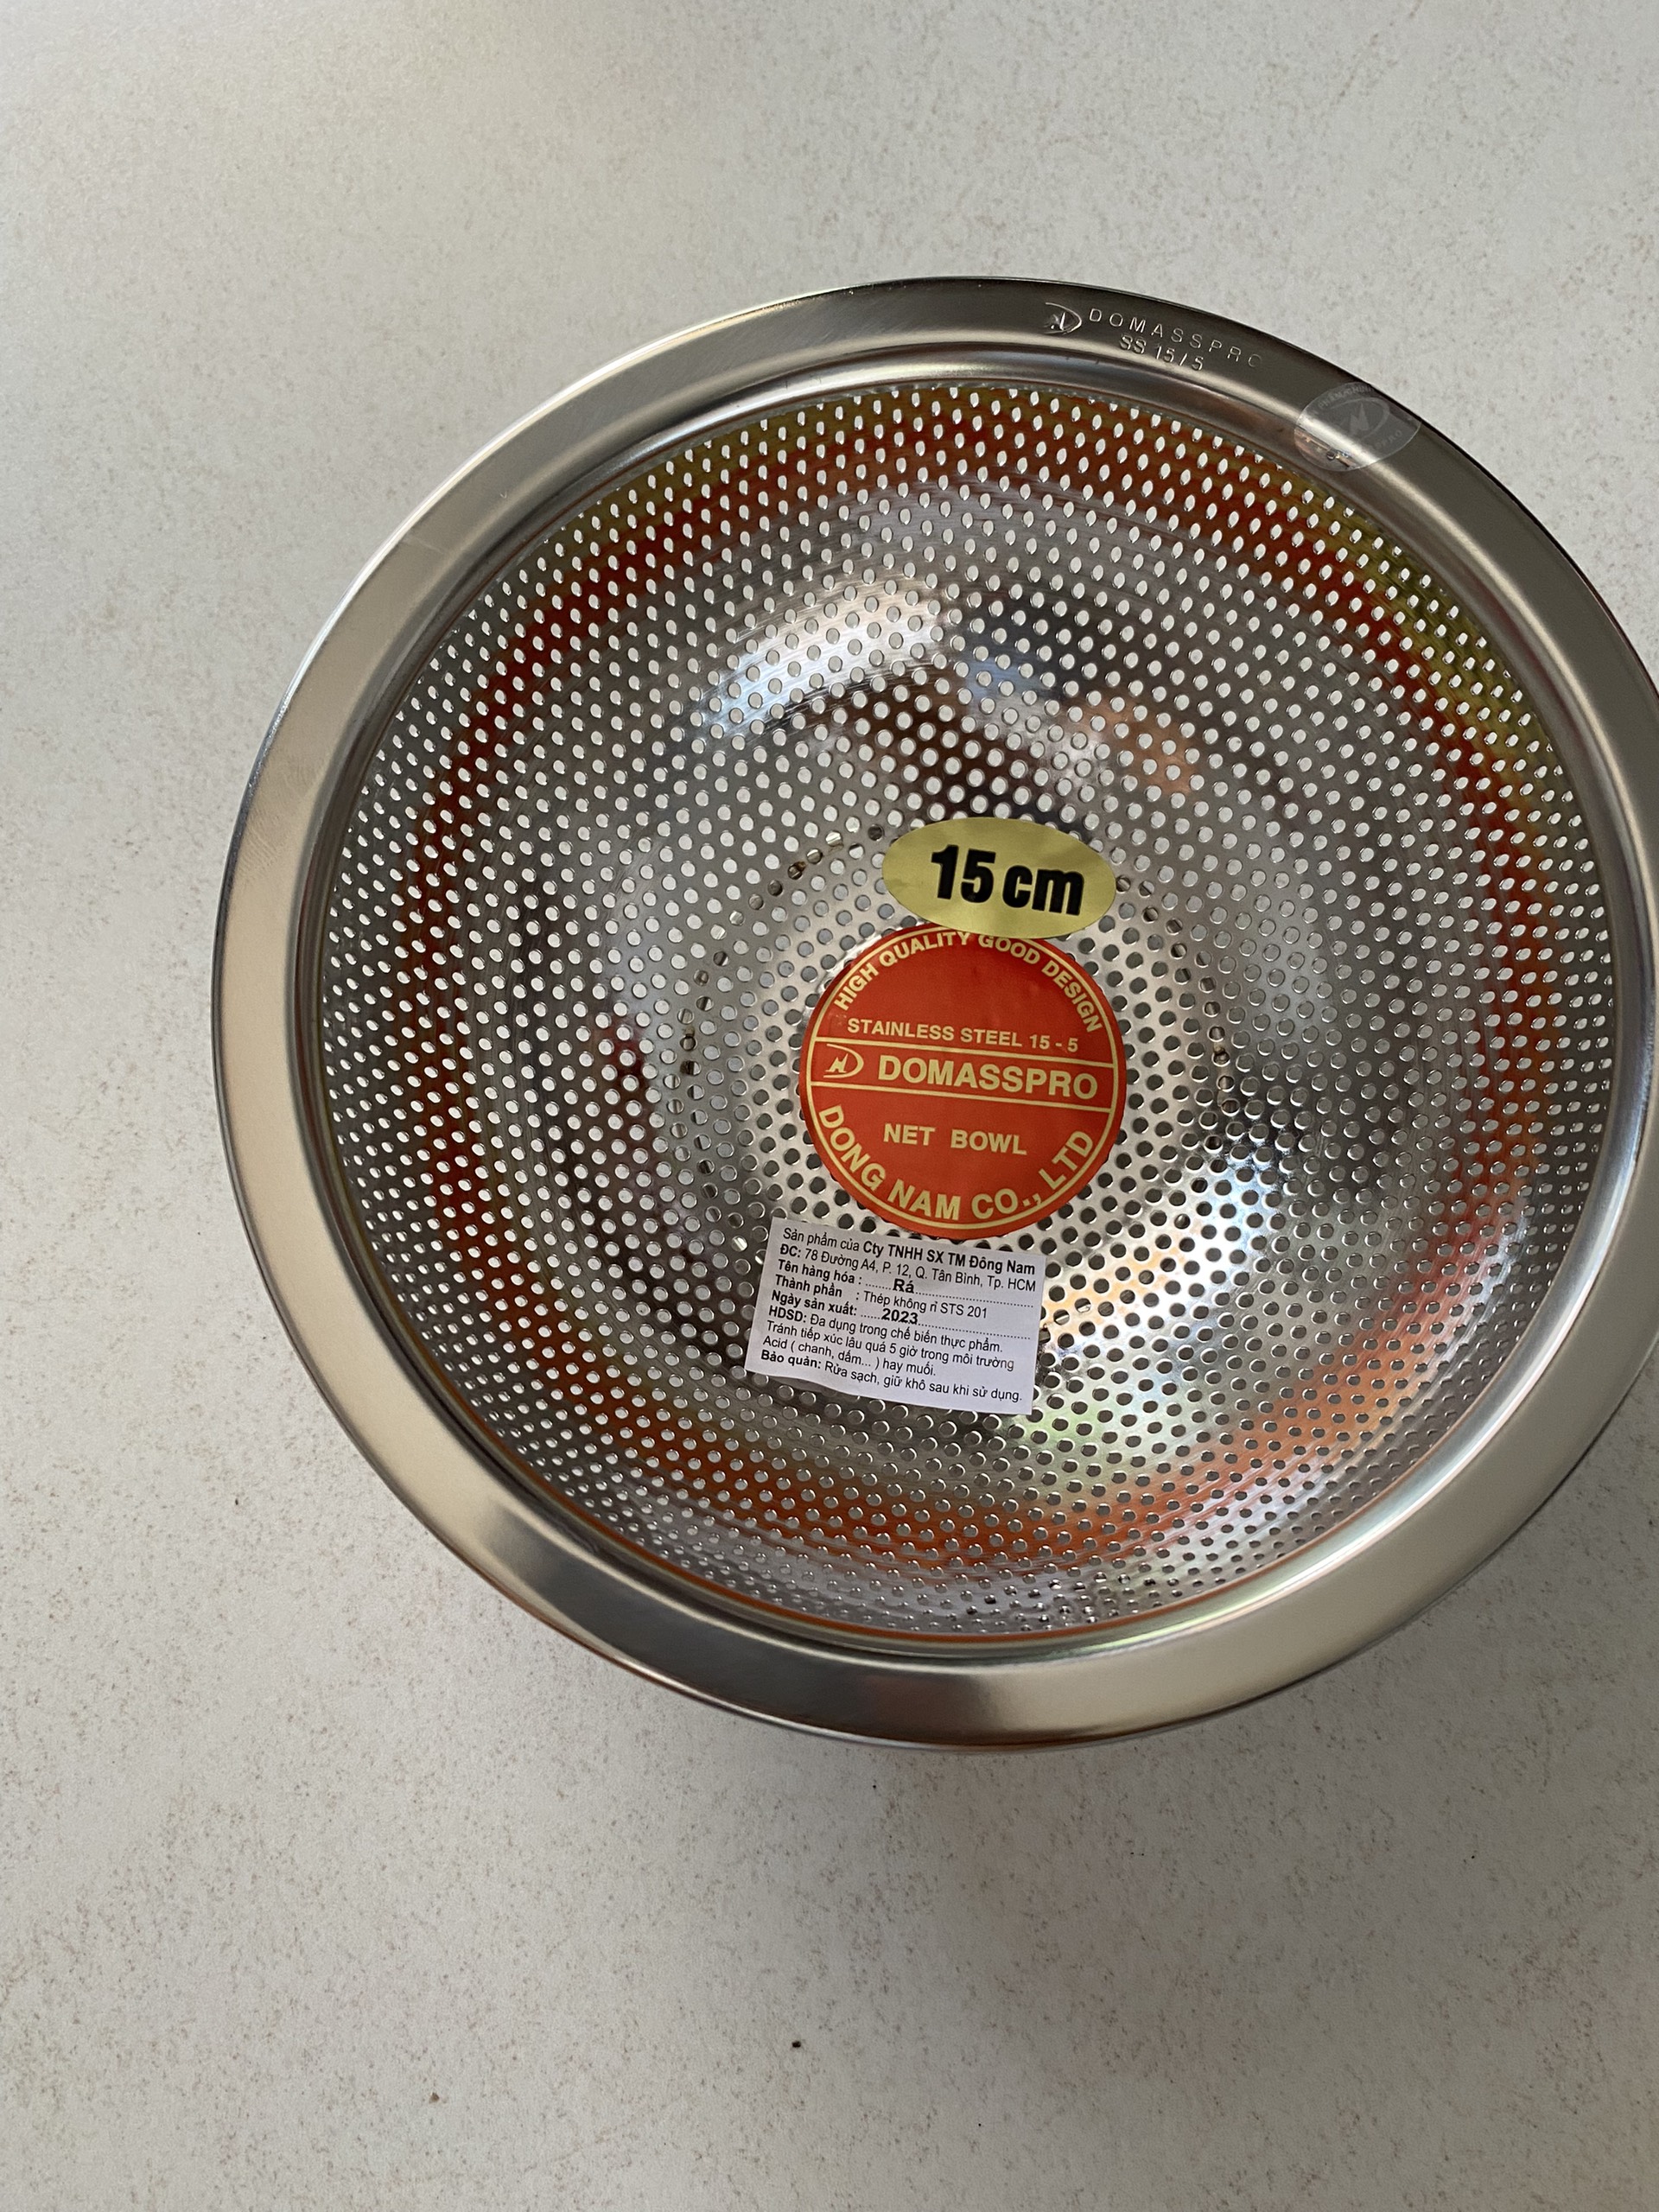 DOMASSPRO
SS 15/5
15 cm
HIGH QUALITY GOOD DESIGN
STAINLESS STEEL 15 - 5
DOMASSPRO
NET BOWL
DONG NAM CO., LTD
Sản phẩm của Cty TNHH SX TM Đông Nam
ĐC: 78 Đường A4, P. 12, Q. Tân Bình, Tp. HCM
Tên hàng hóa : ........Rá..............................
Thành phần : Thép không rỉ STS 201
Ngày sản xuất: ......2023..............................
HDSD: Đa dụng trong chế biến thực phẩm.
Tránh tiếp xúc lâu quá 5 giờ trong môi trường
Acid ( chanh, dấm... ) hay muối.
Bảo quản: Rửa sạch, giữ khô sau khi sử dụng.